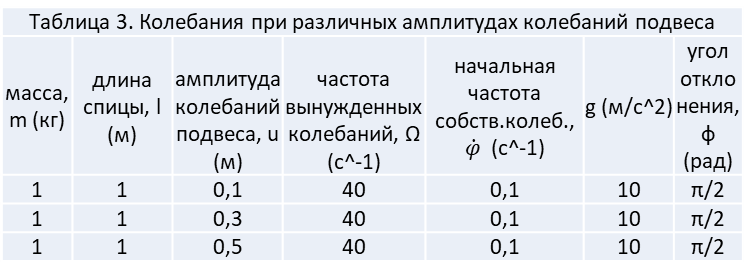 Таблица 3. Колебания при различных амплитудах колебаний подвеса
масса, m (кг)
длина спицы, l (м)
амплитуда колебаний подвеса, u (м)
частота вынужденных колебаний, Ω (с^-1)
начальная частота собств.колеб., φ̇ (с^-1)
g (м/с^2)
угол откло нения, ϕ (рад)
1 1 0,1 40 0,1 10 π/2
1 1 0,3 40 0,1 10 π/2
1 1 0,5 40 0,1 10 π/2